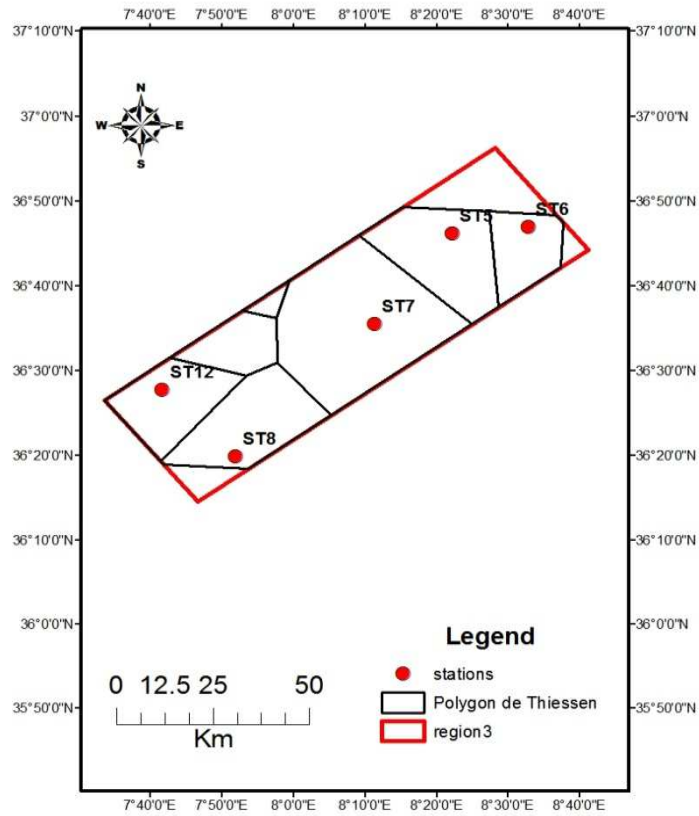 7°40'0"E 7°50'0"E 8°0'0"E 8°10'0"E 8°20'0"E 8°30'0"E 8°40'0"E
37°10'0"N 37°10'0"N
N
W E
S
37°0'0"N 37°0'0"N
36°50'0"N 36°50'0"N
ST5 ST6
36°40'0"N 36°40'0"N
ST7
36°30'0"N 36°30'0"N
ST12
ST8
36°20'0"N 36°20'0"N
36°10'0"N 36°10'0"N
36°0'0"N 36°0'0"N
Legend
stations
Polygon de Thiessen
region3
0 12.5 25 50
Km
35°50'0"N 35°50'0"N
7°40'0"E 7°50'0"E 8°0'0"E 8°10'0"E 8°20'0"E 8°30'0"E 8°40'0"E